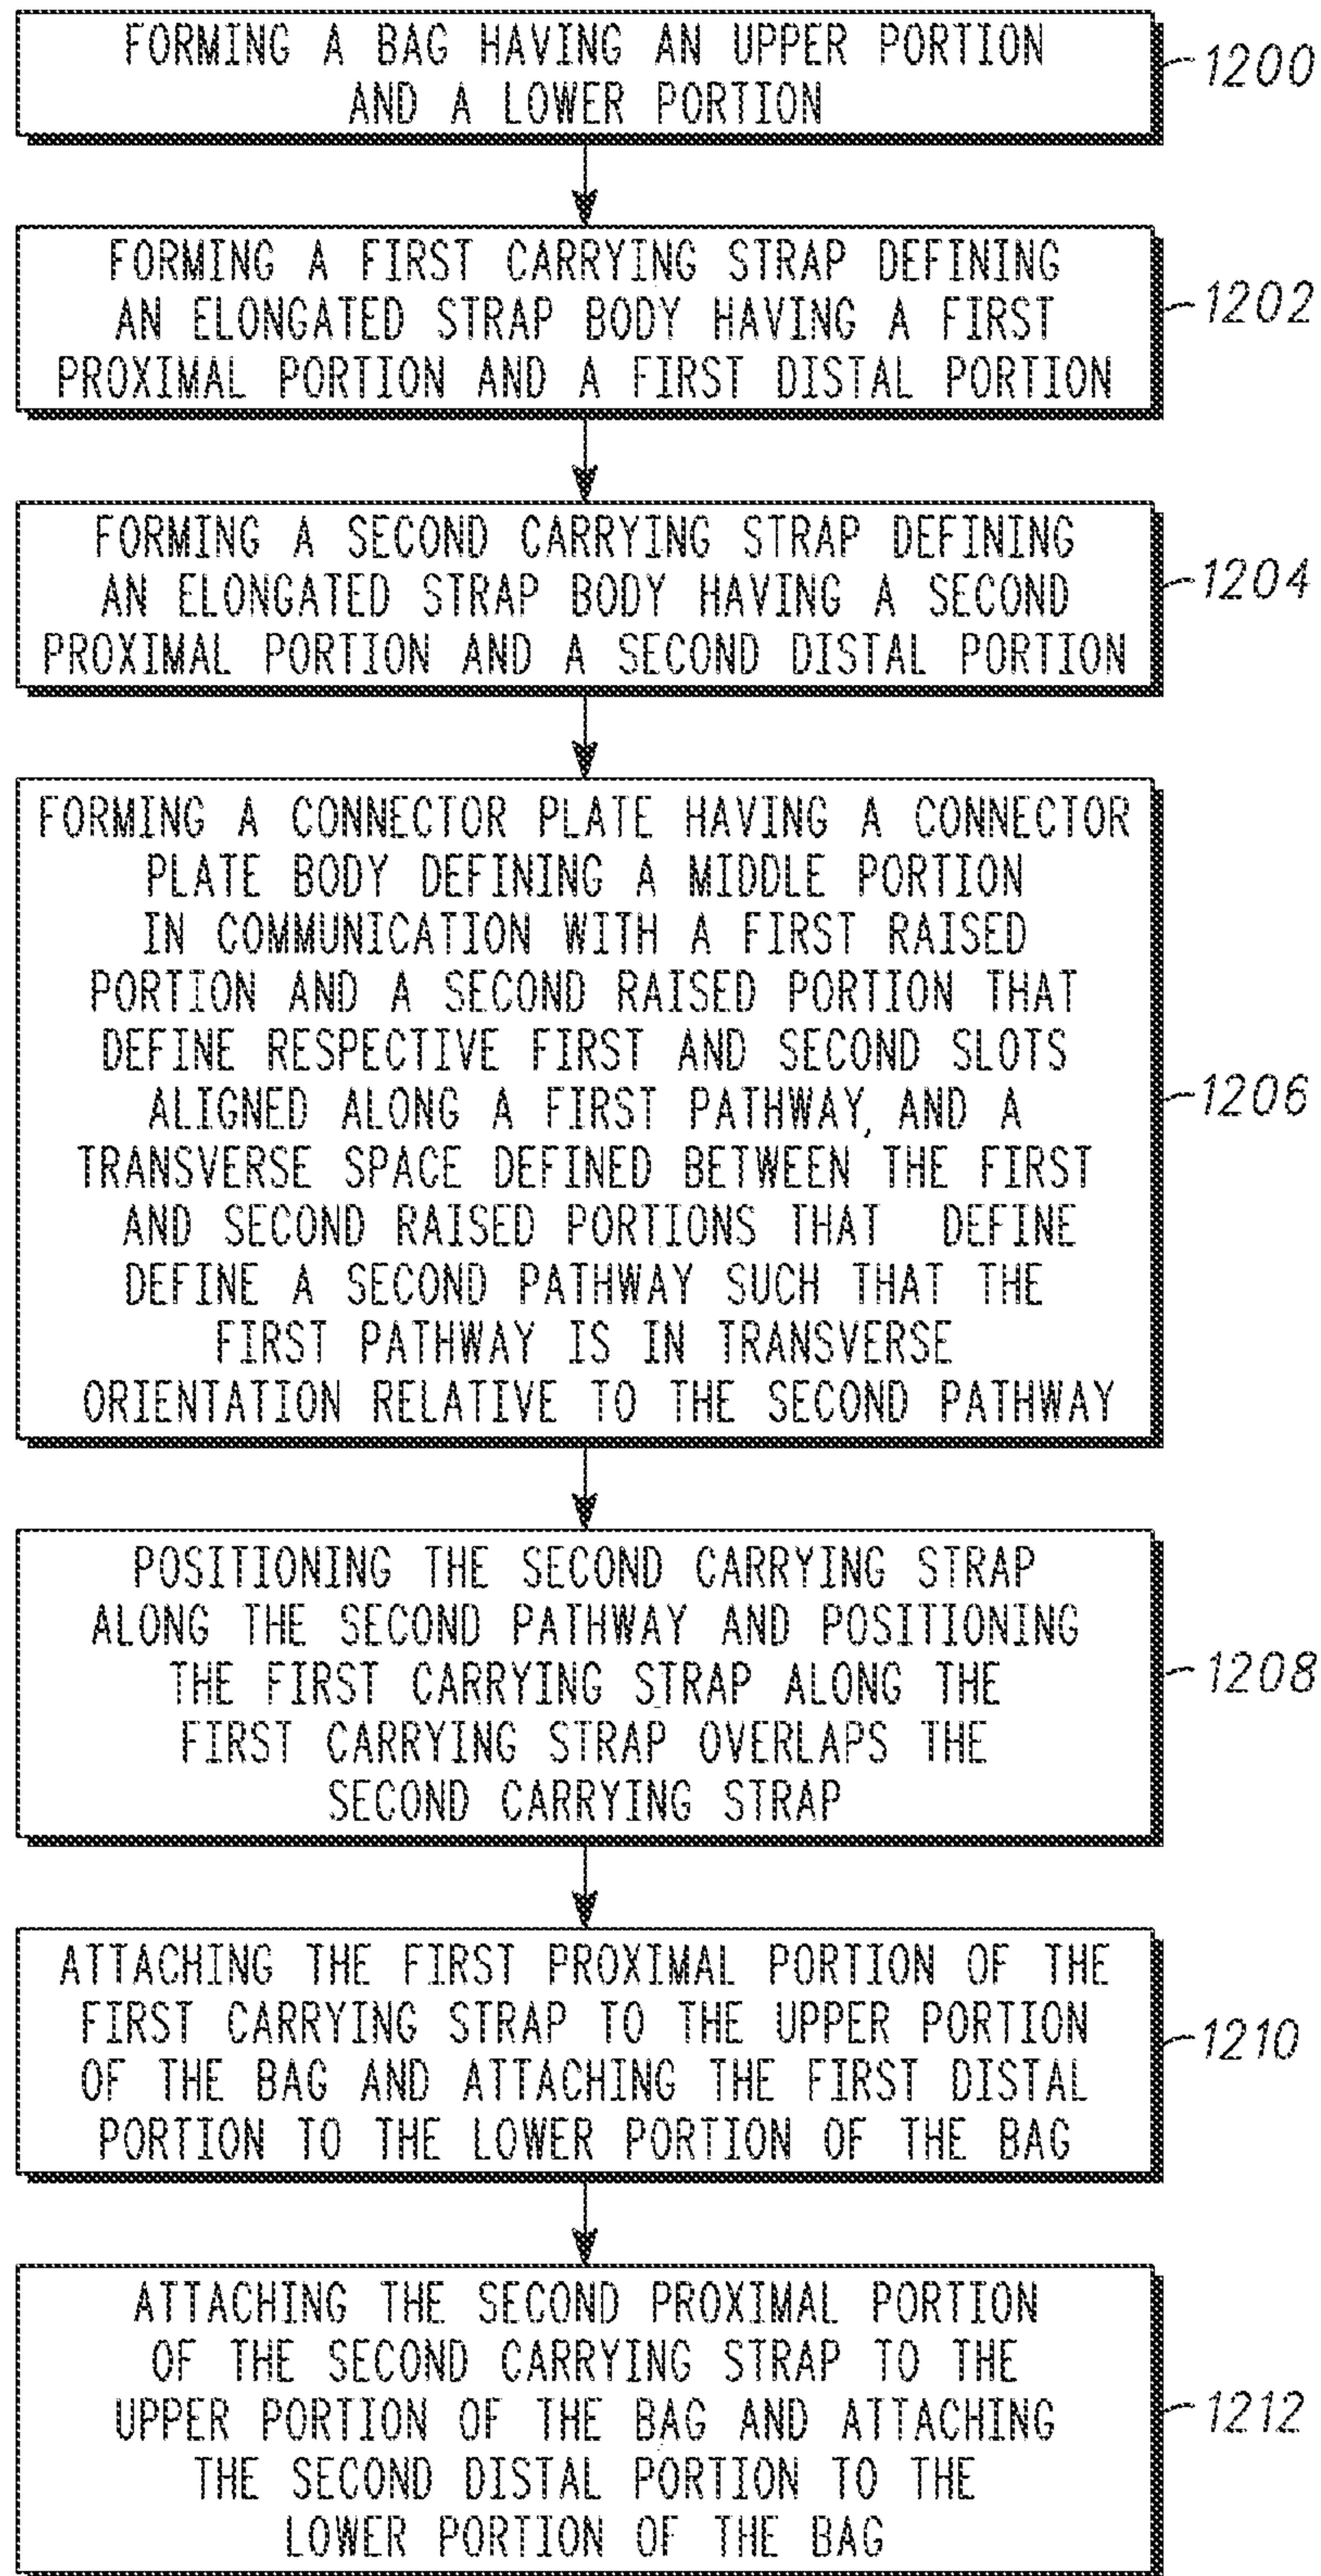 FORMING A BAG HAVING AN UPPER PORTION
AND A LOWER PORTION
1200
FORMING A FIRST CARRYING STRAP DEFINING
AN ELONGATED STRAP BODY HAVING A FIRST
PROXIMAL PORTION AND A FIRST DISTAL PORTION
1202
FORMING A SECOND CARRYING STRAP DEFINING
AN ELONGATED STRAP BODY HAVING A SECOND
PROXIMAL PORTION AND A SECOND DISTAL PORTION
1204
FORMING A CONNECTOR PLATE HAVING A CONNECTOR
PLATE BODY DEFINING A MIDDLE PORTION
IN COMMUNICATION WITH A FIRST RAISED
PORTION AND A SECOND RAISED PORTION THAT
DEFINE RESPECTIVE FIRST AND SECOND SLOTS
ALIGNED ALONG A FIRST PATHWAY, AND A
TRANSVERSE SPACE DEFINED BETWEEN THE FIRST
AND SECOND RAISED PORTIONS THAT DEFINE
DEFINE A SECOND PATHWAY SUCH THAT THE
FIRST PATHWAY IS IN TRANSVERSE
ORIENTATION RELATIVE TO THE SECOND PATHWAY
1206
POSITIONING THE SECOND CARRYING STRAP
ALONG THE SECOND PATHWAY AND POSITIONING
THE FIRST CARRYING STRAP ALONG THE
FIRST CARRYING STRAP OVERLAPS THE
SECOND CARRYING STRAP
1208
ATTACHING THE FIRST PROXIMAL PORTION OF THE
FIRST CARRYING STRAP TO THE UPPER PORTION
OF THE BAG AND ATTACHING THE FIRST DISTAL
PORTION TO THE LOWER PORTION OF THE BAG
1210
ATTACHING THE SECOND PROXIMAL PORTION
OF THE SECOND CARRYING STRAP TO THE
UPPER PORTION OF THE BAG AND ATTACHING
THE SECOND DISTAL PORTION TO THE
LOWER PORTION OF THE BAG
1212